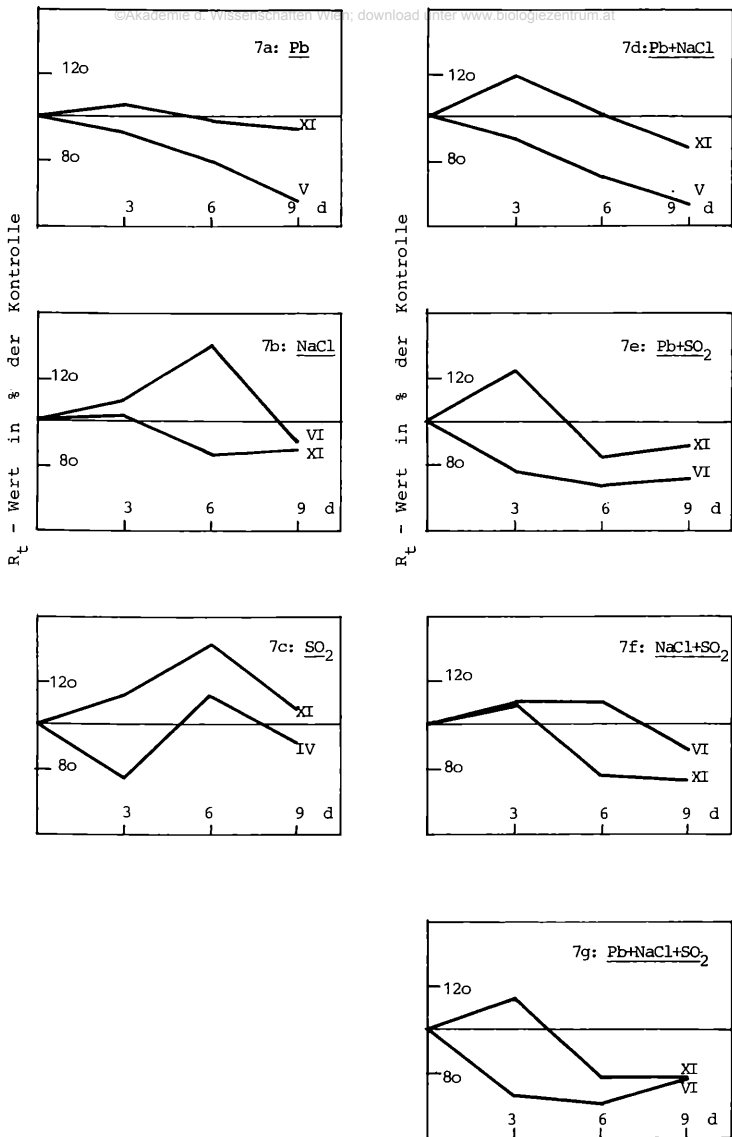 ©Akademie d. Wissenschaften Wien; download unter www.biologiezentrum.at
7a: Pb
12o
8o
XI
V
3 6 9 d
7d:Pb+NaCl
12o
8o
XI
V
3 6 9 d
R_t - Wert in % der Kontrolle
7b: NaCl
12o
8o
VI
XI
3 6 9 d
R_t - Wert in % der Kontrolle
7e: Pb+SO₂
12o
8o
XI
VI
3 6 9 d
7c: SO₂
12o
8o
XI
IV
3 6 9 d
7f: NaCl+SO₂
12o
8o
VI
XI
3 6 9 d
7g: Pb+NaCl+SO₂
12o
8o
XI
VI
3 6 9 d